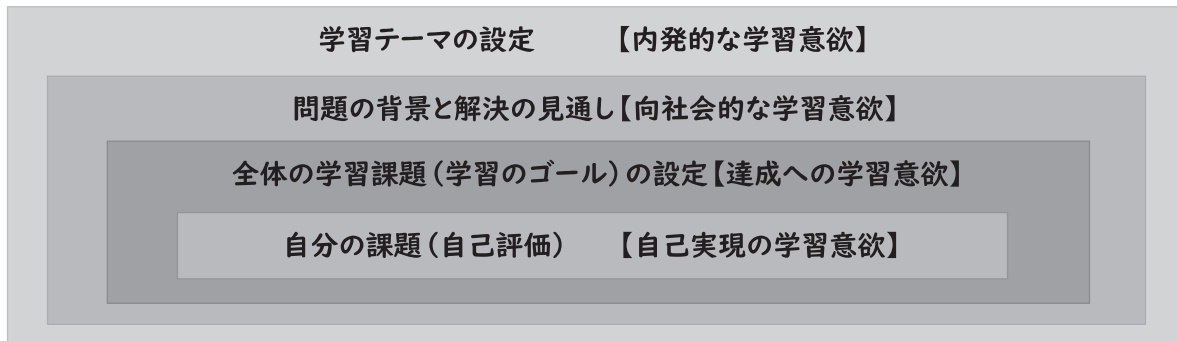 学習テーマの設定　　　【内発的な学習意欲】
問題の背景と解決の見通し【向社会的な学習意欲】
全体の学習課題（学習のゴール）の設定【達成への学習意欲】
自分の課題（自己評価）　　【自己実現の学習意欲】